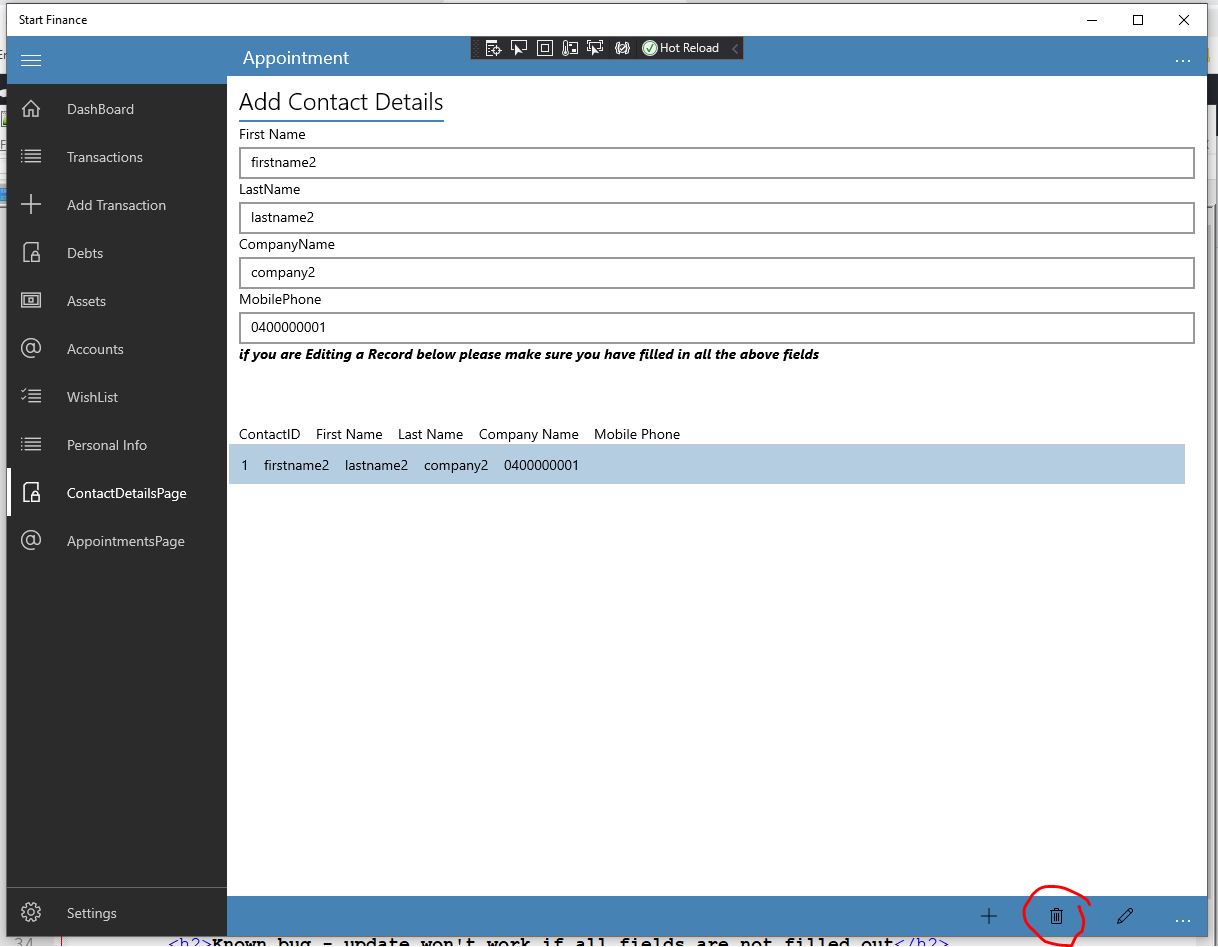 Start Finance
Hot Reload
Appointment
DashBoard
Transactions
Add Transaction
Debts
Assets
Accounts
WishList
Personal Info
ContactDetailsPage
AppointmentsPage
Settings
Add Contact Details
First Name
firstname2
LastName
lastname2
CompanyName
company2
MobilePhone
0400000001
if you are Editing a Record below please make sure you have filled in all the above fields
ContactID First Name Last Name Company Name Mobile Phone
1 firstname2 lastname2 company2 0400000001
34 <h2>Known bug - update won't work if all fields are not filled out</h2>